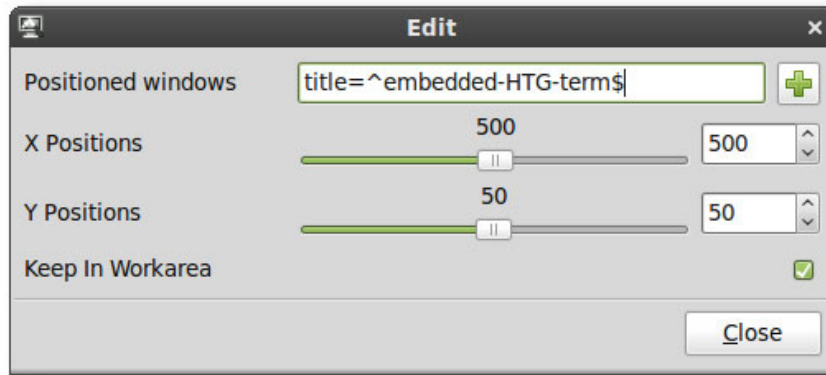 Edit
Positioned windows title=^embedded-HTG-term$
500
X Positions 500
50
Y Positions 50
Keep In Workarea
Close